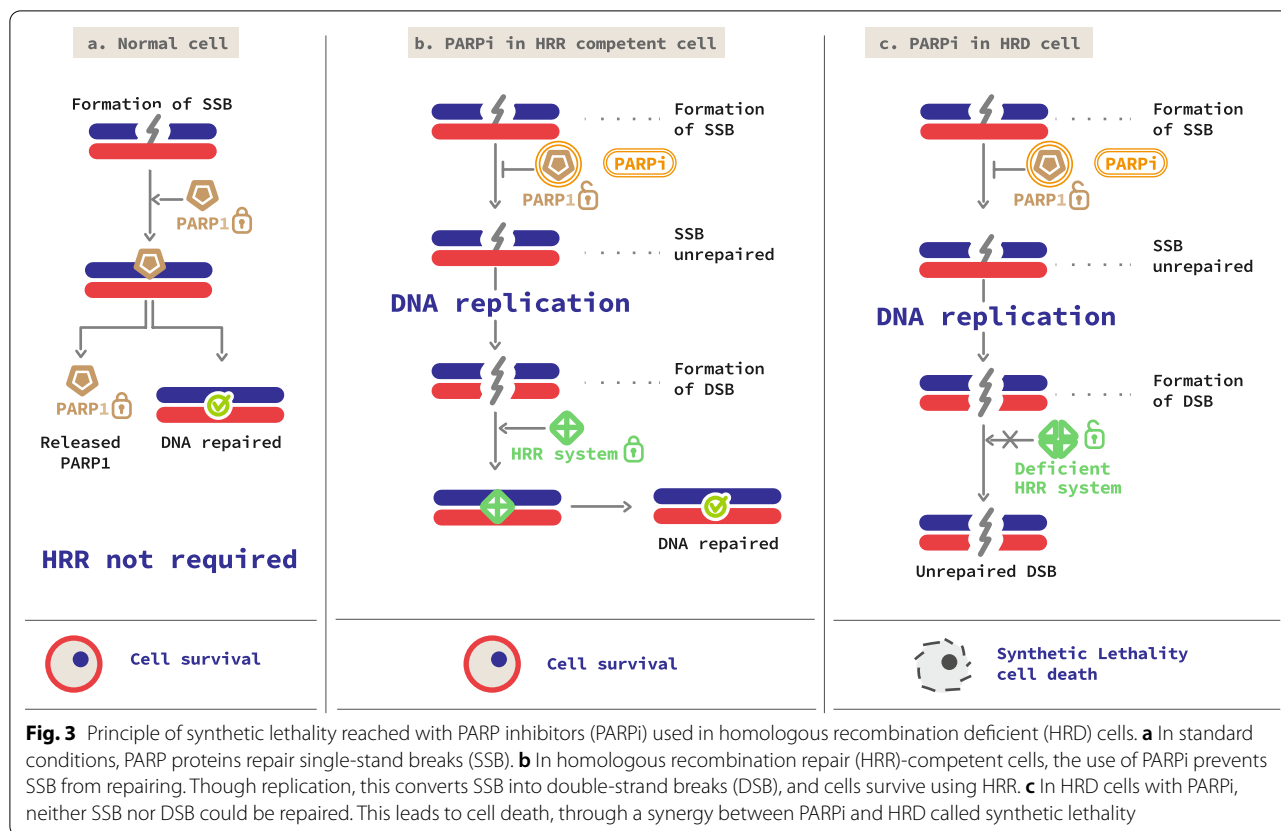 a. Normal cell
Formation of SSB
PARP1
PARP1
Released
PARP1
DNA repaired
HRR not required
Cell survival
b. PARPi in HRR competent cell
Formation
of SSB
PARPi
PARP1
SSB
unrepaired
DNA replication
Formation
of DSB
HRR system
DNA repaired
Cell survival
c. PARPi in HRD cell
Formation
of SSB
PARPi
PARP1
SSB
unrepaired
DNA replication
Formation
of DSB
Deficient
HRR system
Unrepaired DSB
Synthetic Lethality
cell death
Fig. 3 Principle of synthetic lethality reached with PARP inhibitors (PARPi) used in homologous recombination deficient (HRD) cells. a In standard
conditions, PARP proteins repair single-stand breaks (SSB). b In homologous recombination repair (HRR)-competent cells, the use of PARPi prevents
SSB from repairing. Though replication, this converts SSB into double-strand breaks (DSB), and cells survive using HRR. c In HRD cells with PARPi,
neither SSB nor DSB could be repaired. This leads to cell death, through a synergy between PARPi and HRD called synthetic lethality